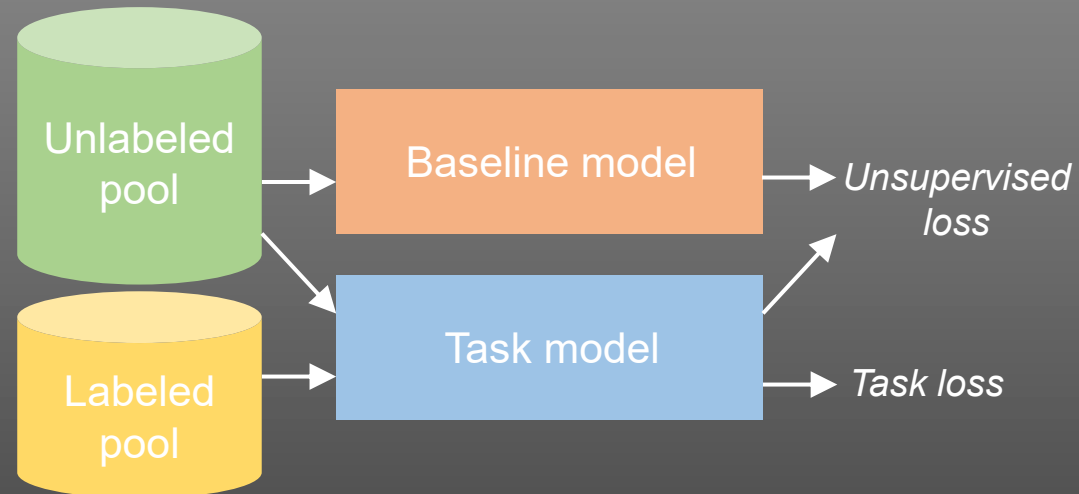 Unlabeled
pool
Baseline model
Unsupervised
loss
Task model
Task loss
Labeled
pool